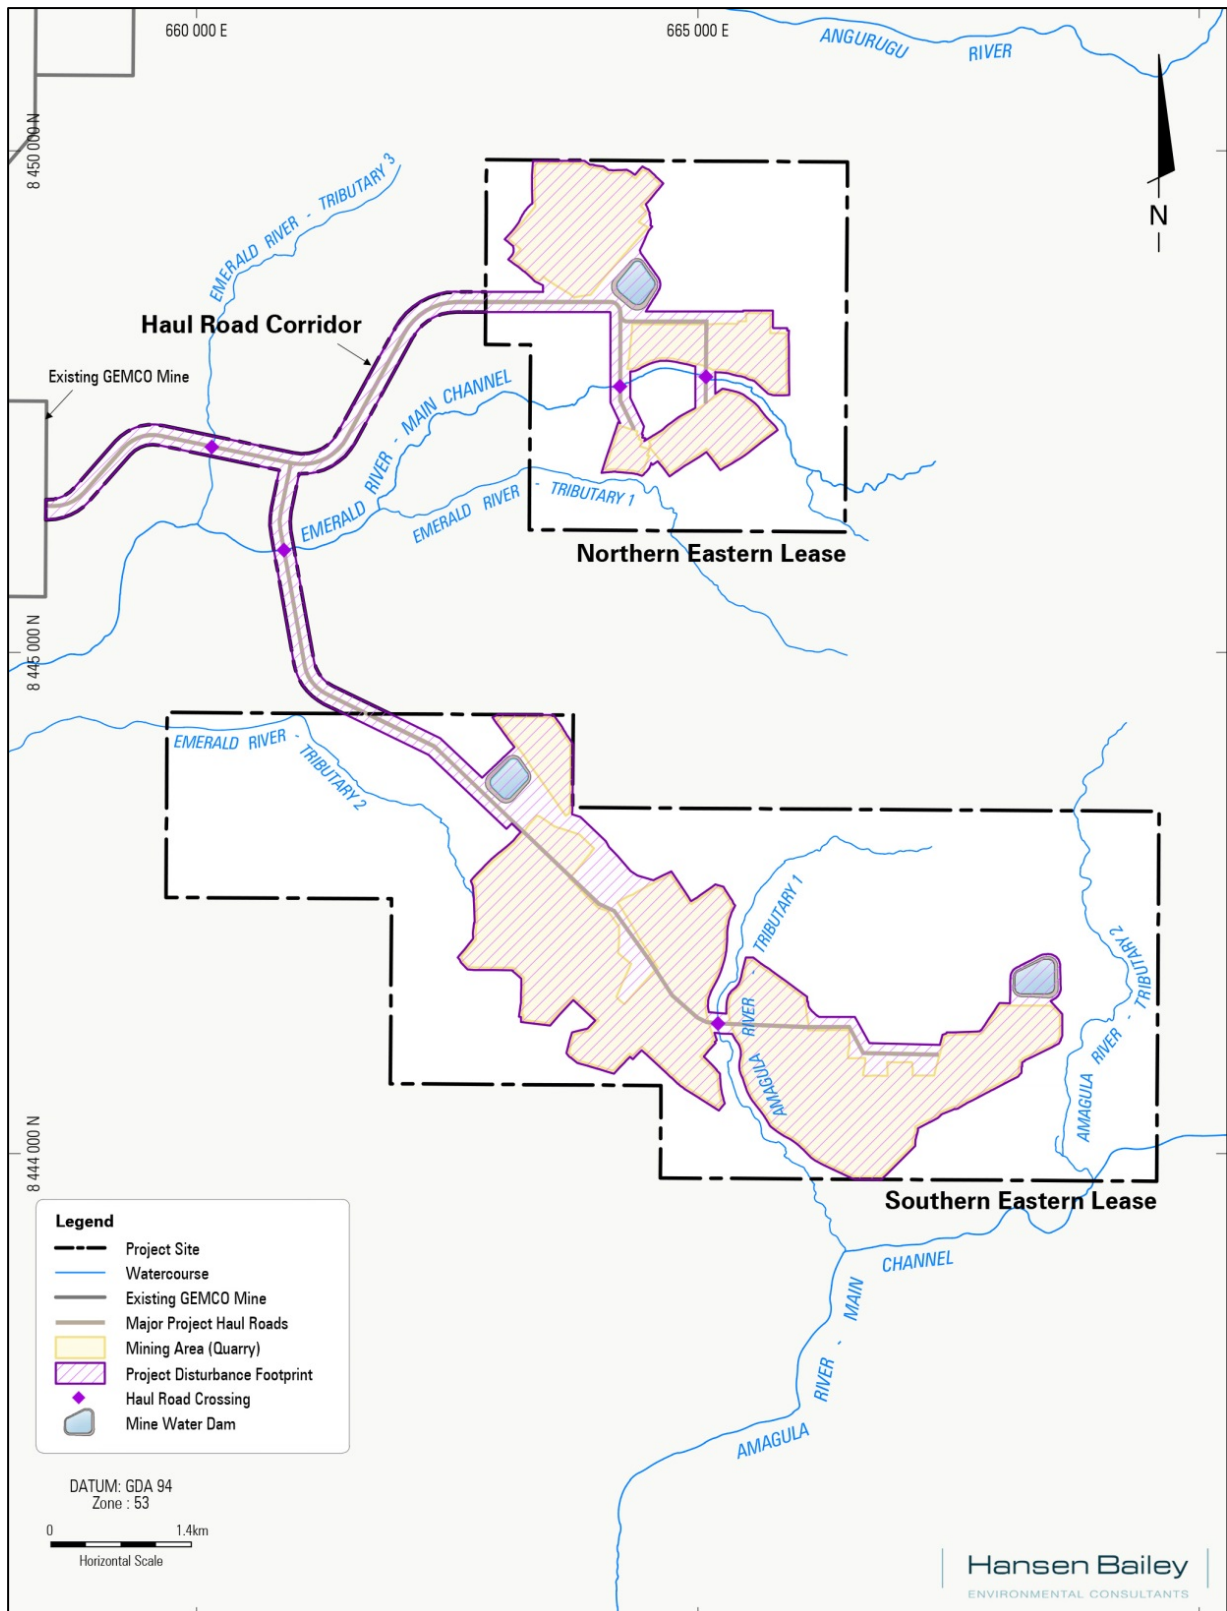 660 000 E
665 000 E
ANGURUGU RIVER
8 450 000 N
N
EMERALD RIVER - TRIBUTARY 3
Haul Road Corridor
Existing GEMCO Mine
EMERALD RIVER - MAIN CHANNEL
EMERALD RIVER - TRIBUTARY 1
Northern Eastern Lease
8 445 000 N
EMERALD RIVER - TRIBUTARY 2
AMAGULA RIVER - TRIBUTARY 1
AMAGULA RIVER - TRIBUTARY 2
8 444 000 N
Southern Eastern Lease
AMAGULA RIVER - MAIN CHANNEL
Legend
Project Site
Watercourse
Existing GEMCO Mine
Major Project Haul Roads
Mining Area (Quarry)
Project Disturbance Footprint
Haul Road Crossing
Mine Water Dam
DATUM: GDA 94
Zone : 53
0 1.4km
Horizontal Scale
Hansen Bailey
ENVIRONMENTAL CONSULTANTS